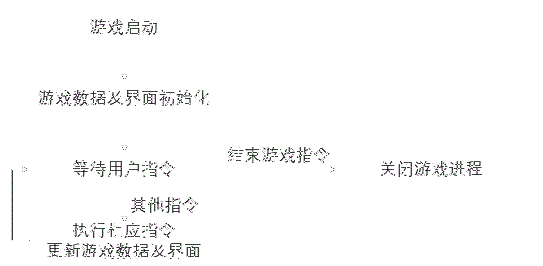 游戏启动
游戏数据及界面初始化
结束游戏指令
等待用户指令
关闭游戏进程
其他指令
执行相应指令
更新游戏数据及界面